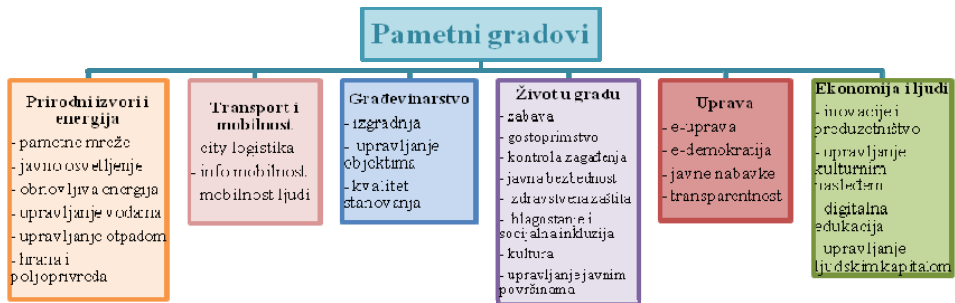 Pametni gradovi
Prirodni izvori i
energija
- pametne mreže
- javno osvetljenje
- obnovljiva energija
- upravljanje vodama
- upravljanje otpadom
- hrana i
poljoprivreda
Transport i
mobilnost
city logistika
- info mobilnost
mobilnost ljudi
Građevinarstvo
- izgradnja
- upravljanje
objektima
- kvalitet
stanovanja
Život u gradu
- zabava
- gostoprimstvo
- kontrola zagađenja
javna bezbednost
- zdravstvena zaštita
- blagostanje i
socijalna inkluzija
- kultura
- upravljanje javnim
površinama
Uprava
- e-uprava
- e-demokratija
- javne nabavke
- transparentnost
Ekonomija i ljudi
- inovacije i
preduzetništvo
- upravljanje
kulturnim
nasleđem
- digitalna
edukacija
- upravljanje
ljudskim kapitalom